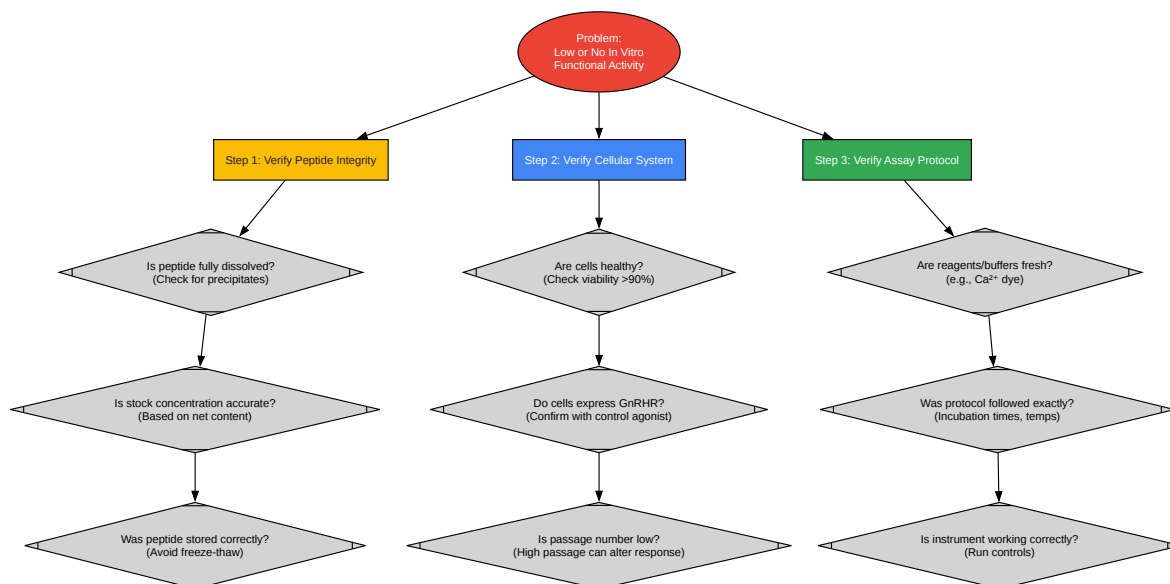 Problem:
Low or No In Vitro
Functional Activity
Step 1: Verify Peptide Integrity
Step 2: Verify Cellular System
Step 3: Verify Assay Protocol
Is peptide fully dissolved?
(Check for precipitates)
Are cells healthy?
(Check viability >90%)
Are reagents/buffers fresh?
(e.g., Ca²⁺ dye)
Is stock concentration accurate?
(Based on net content)
Do cells express GnRHR?
(Confirm with control agonist)
Was protocol followed exactly?
(Incubation times, temps)
Was peptide stored correctly?
(Avoid freeze-thaw)
Is passage number low?
(High passage can alter response)
Is instrument working correctly?
(Run controls)